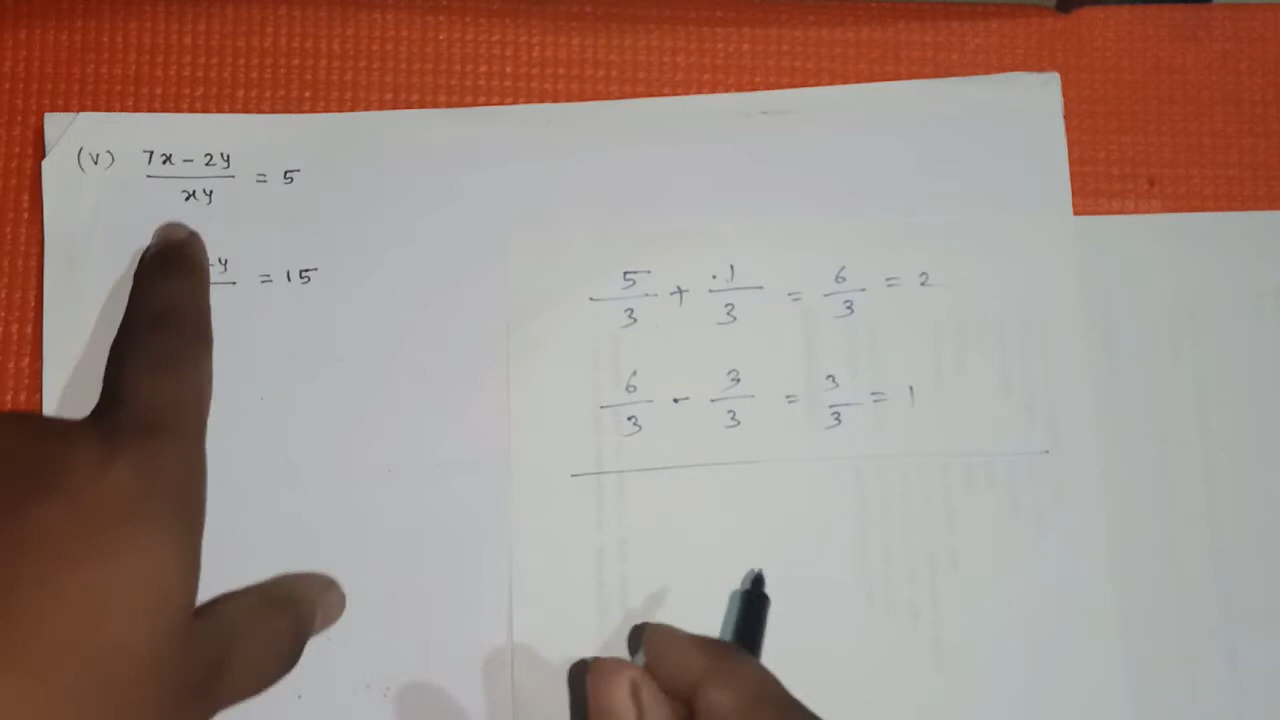 (V) 7x - 2y / xy = 5
y = 15
5/3 + .1/3 = 6/3 = 2
6/3 - 3/3 = 3/3 = 1